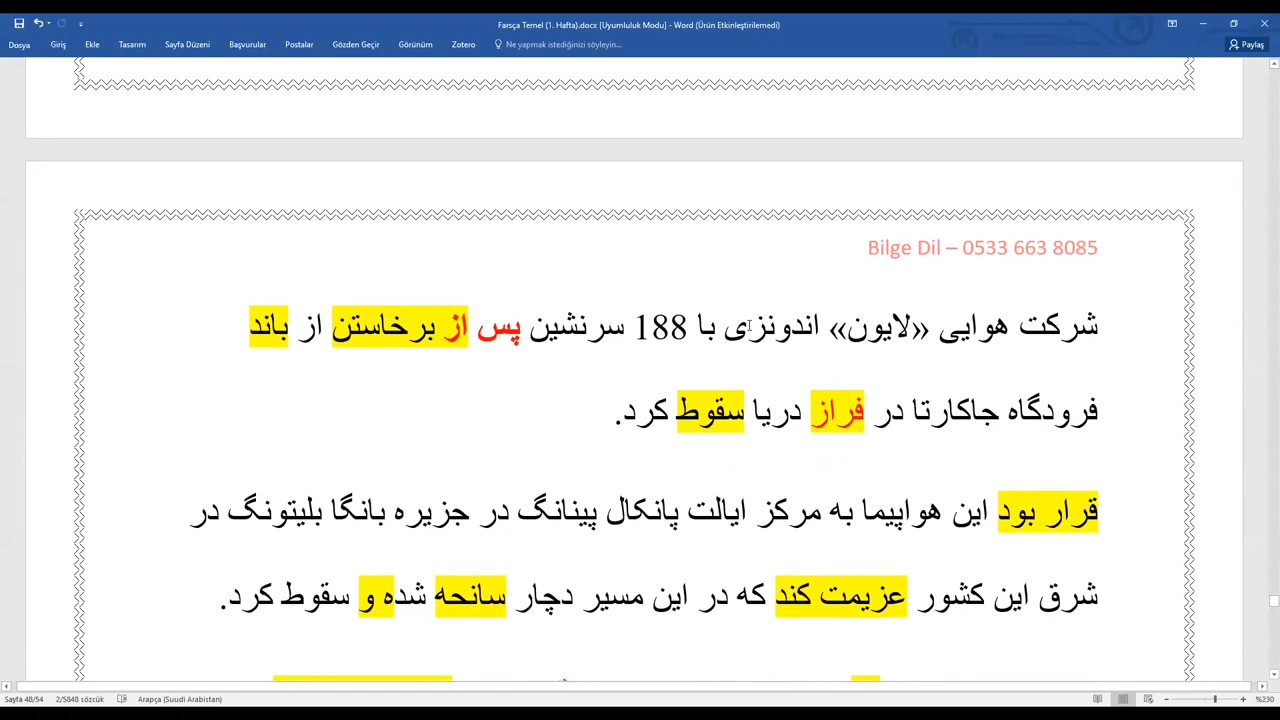 Farsça Temel (1. Hafta).docx [Uyumluluk Modu] - Word (Ürün Etkinleştirilemedi)
Dosya Giriş Ekle Tasarım Sayfa Düzeni Başvurular Postalar Gözden Geçir Görünüm Zotero Ne yapmak istediğinizi söyleyin... Paylaş
Bilge Dil – 0533 663 8085
شرکت هوایی «لایون» اندونزی با 188 سرنشین پس از برخاستن از باند
فرودگاه جاکارتا در فراز دریا سقوط کرد.
قرار بود این هواپیما به مرکز ایالت پانکال پینانگ در جزیره بانگا بلیتونگ در
شرق این کشور عزیمت کند که در این مسیر دچار سانحه شده و سقوط کرد.
Sayfa 48/54 2/5848 sözcük Arapça (Suudi Arabistan) %230